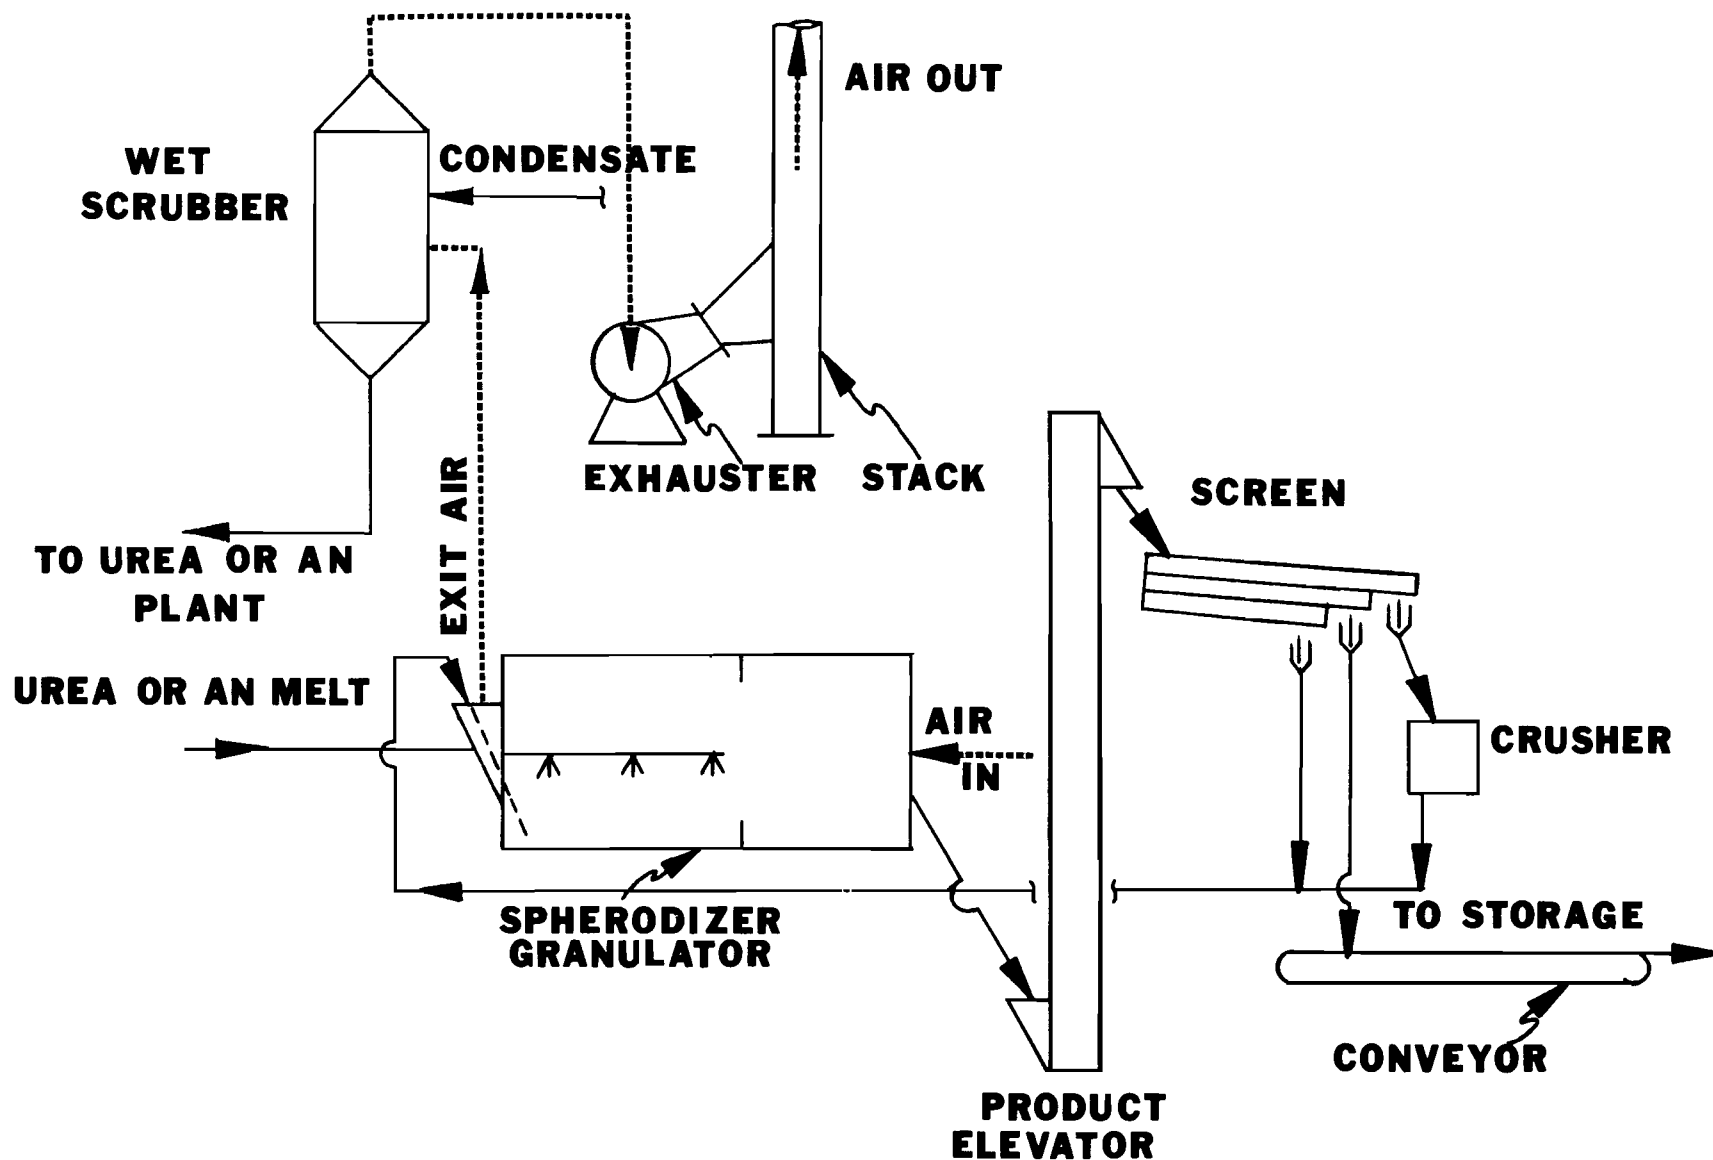 AIR OUT
WET
SCRUBBER
CONDENSATE
EXHAUSTER
STACK
EXIT AIR
SCREEN
TO UREA OR AN
PLANT
UREA OR AN MELT
AIR
IN
CRUSHER
SPHERODIZER
GRANULATOR
TO STORAGE
CONVEYOR
PRODUCT
ELEVATOR